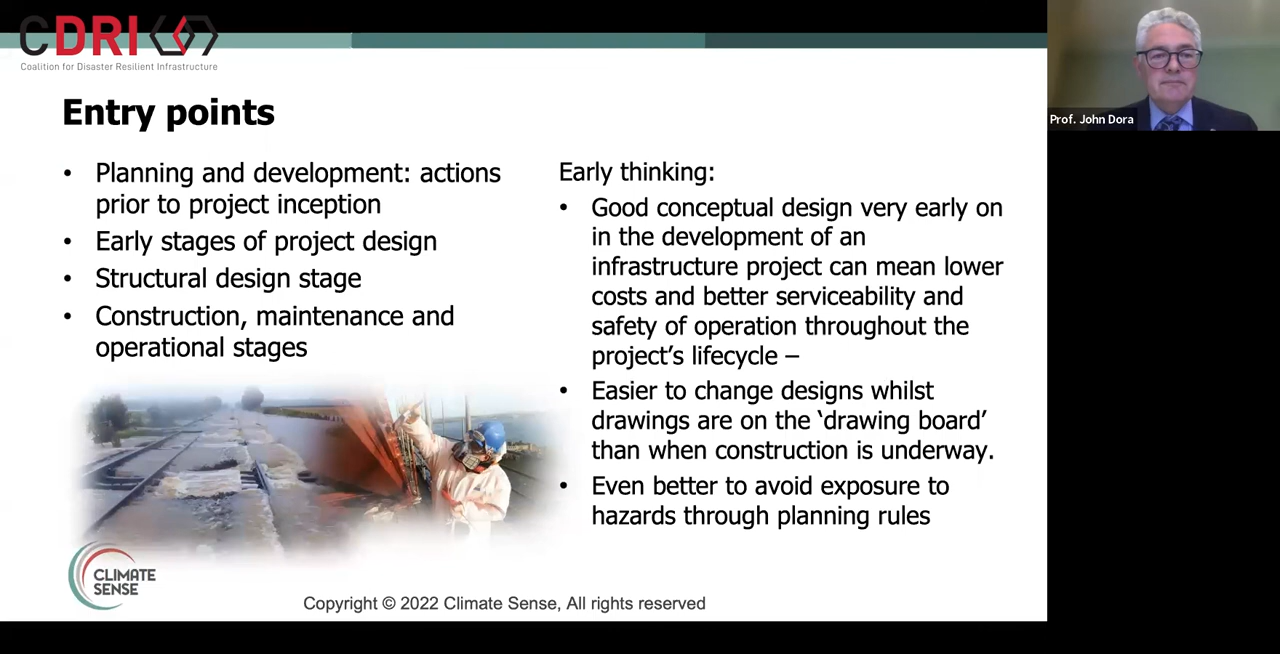 CDRI
Coalition for Disaster Resilient Infrastructure
Prof. John Dora
Entry points
• Planning and development: actions
prior to project inception
• Early stages of project design
• Structural design stage
• Construction, maintenance and
operational stages
Early thinking:
• Good conceptual design very early on
in the development of an
infrastructure project can mean lower
costs and better serviceability and
safety of operation throughout the
project’s lifecycle –
• Easier to change designs whilst
drawings are on the ‘drawing board’
than when construction is underway.
• Even better to avoid exposure to
hazards through planning rules
CLIMATE
SENSE
Copyright © 2022 Climate Sense, All rights reserved